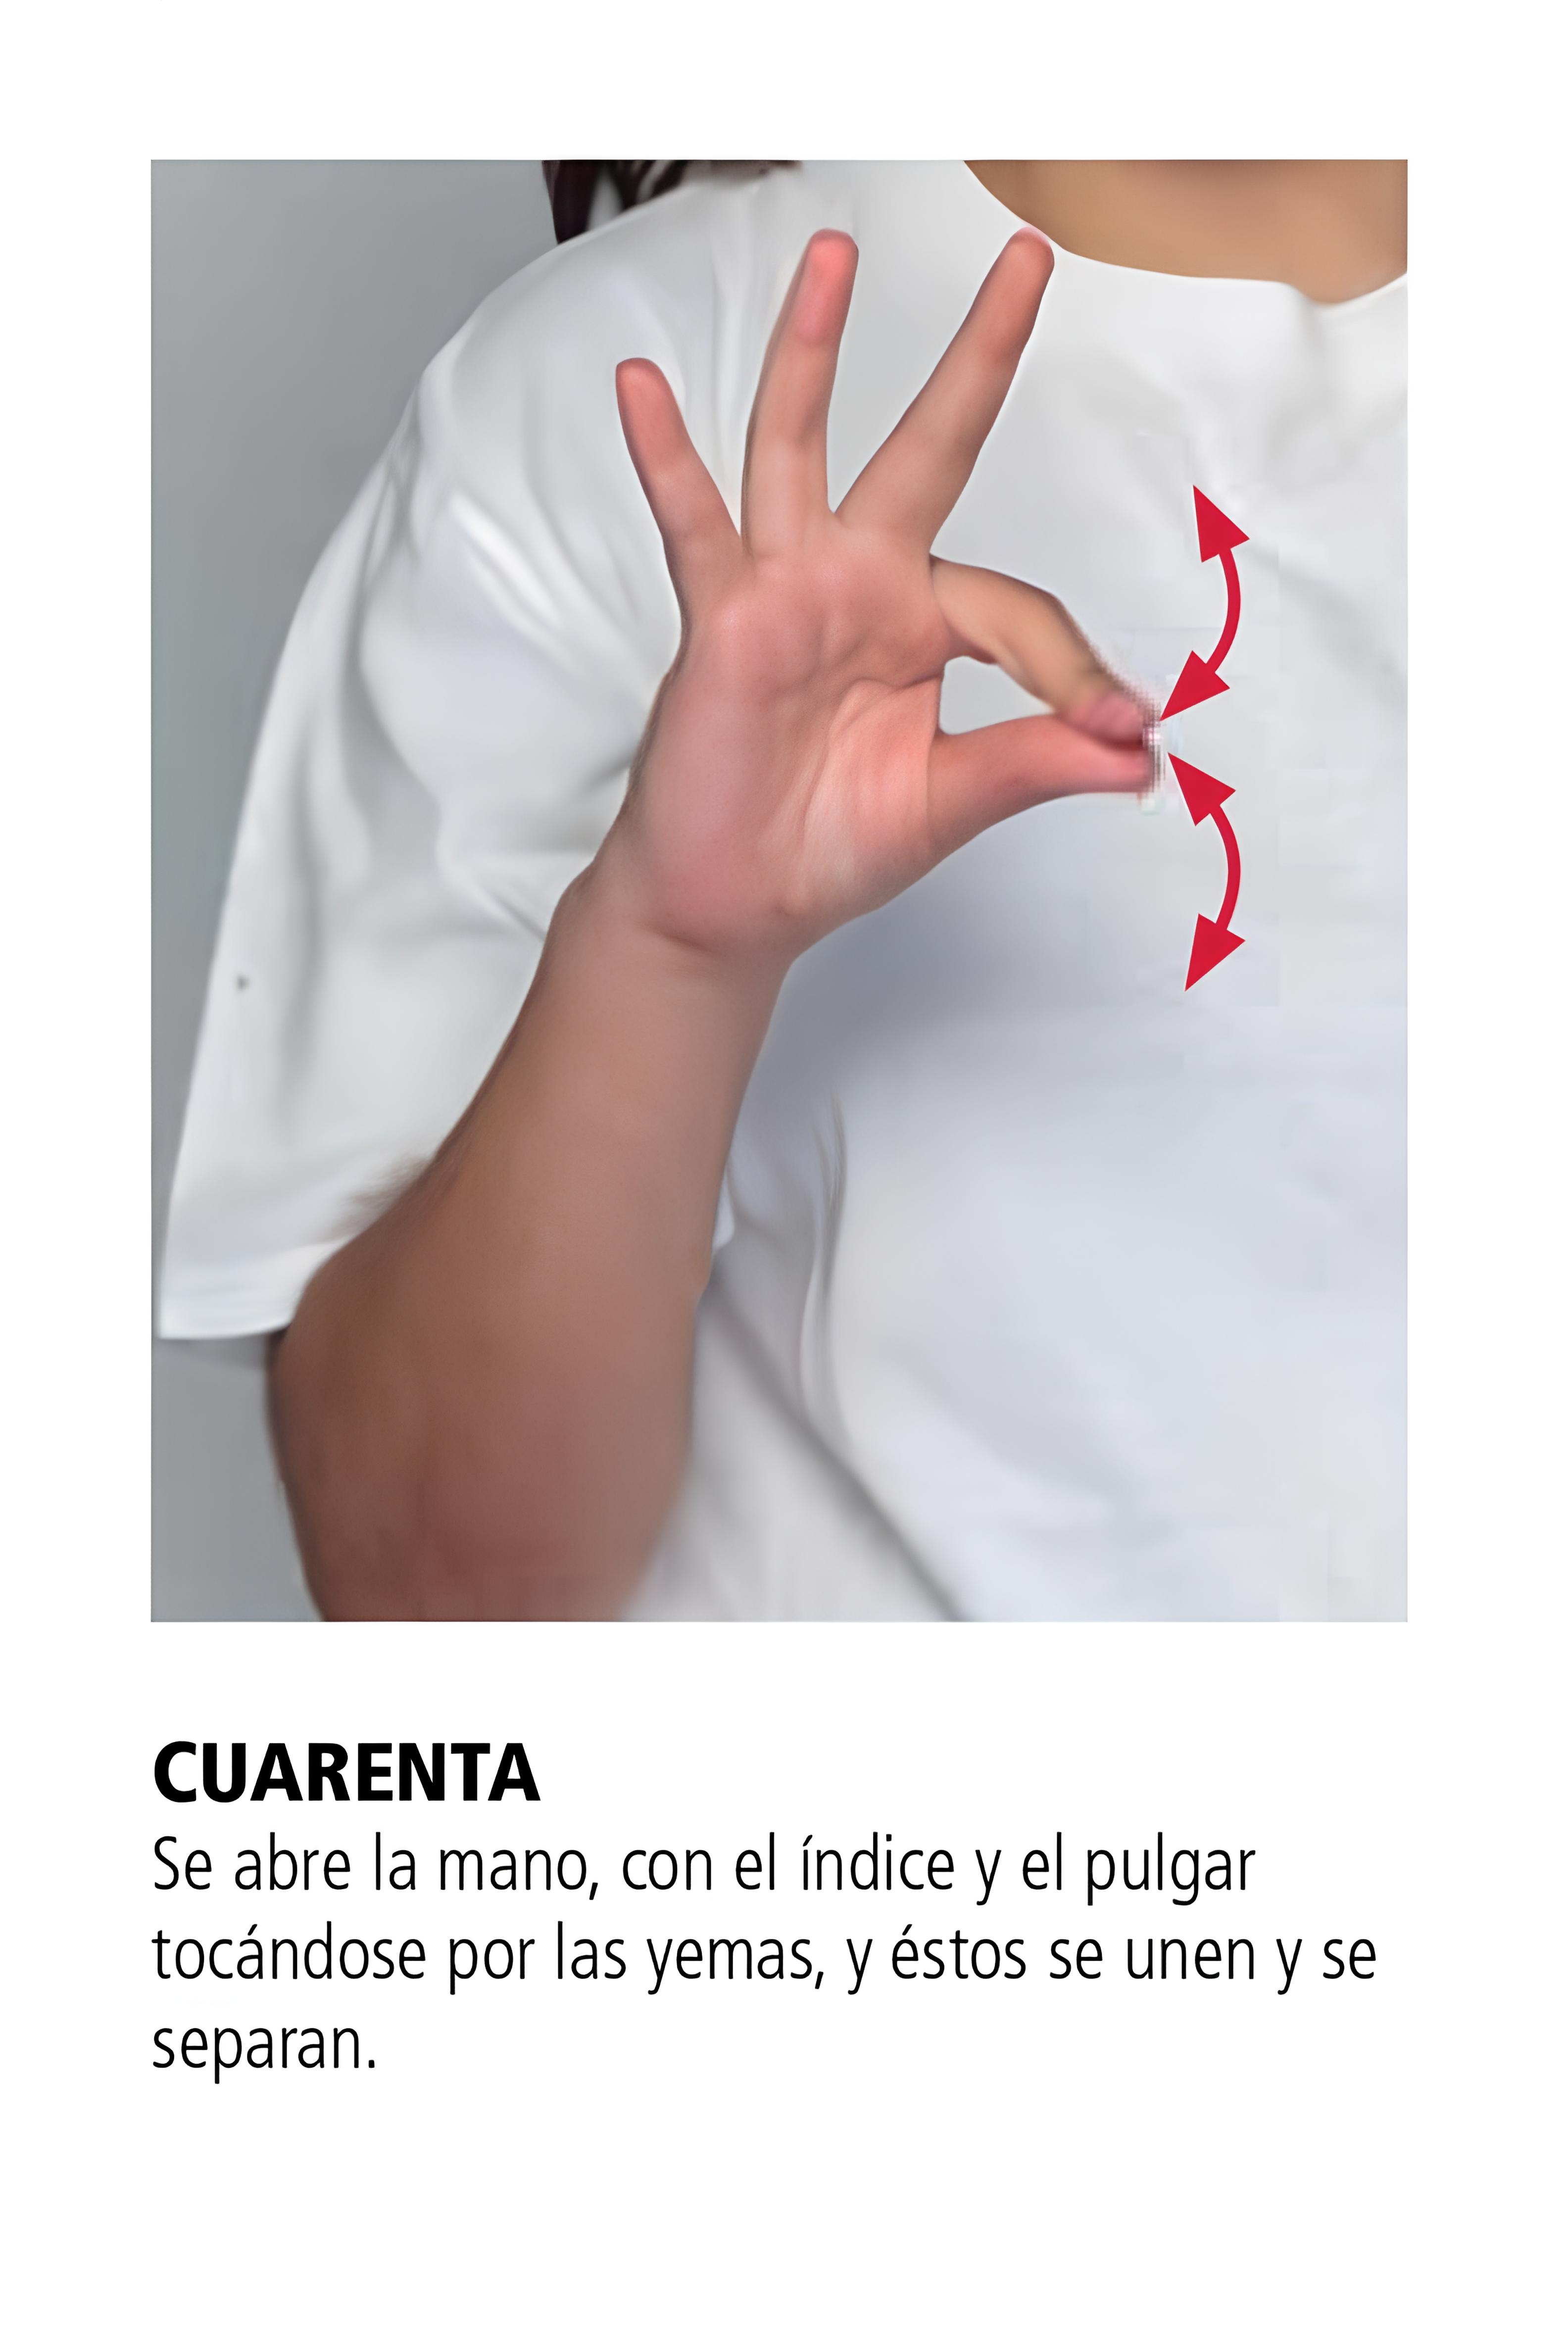 CUARENTA
Se abre la mano, con el índice y el pulgar
tocándose por las yemas, y éstos se unen y se
separan.